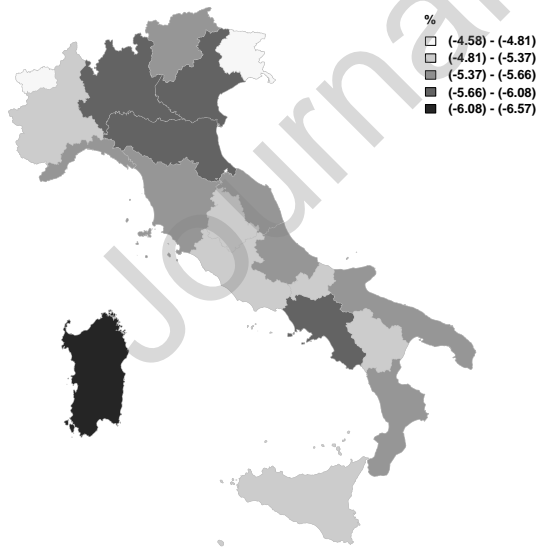 %
(-4.58) - (-4.81)
(-4.81) - (-5.37)
(-5.37) - (-5.66)
(-5.66) - (-6.08)
(-6.08) - (-6.57)
Journa